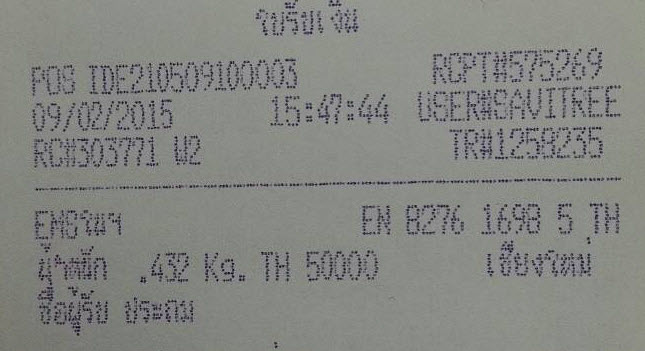 ใบรับเงิน
POS IDE210509100003 RCPT#575269
09/02/2015 15:47:44 USER#SAVITREE
RC#303771 W2 TR#1258235
EMSในฯ EN 8276 1698 5 TH
น้ำหนัก .432 Kg. TH 50000 เชียงใหม่
ชื่อผู้รับ ประถม